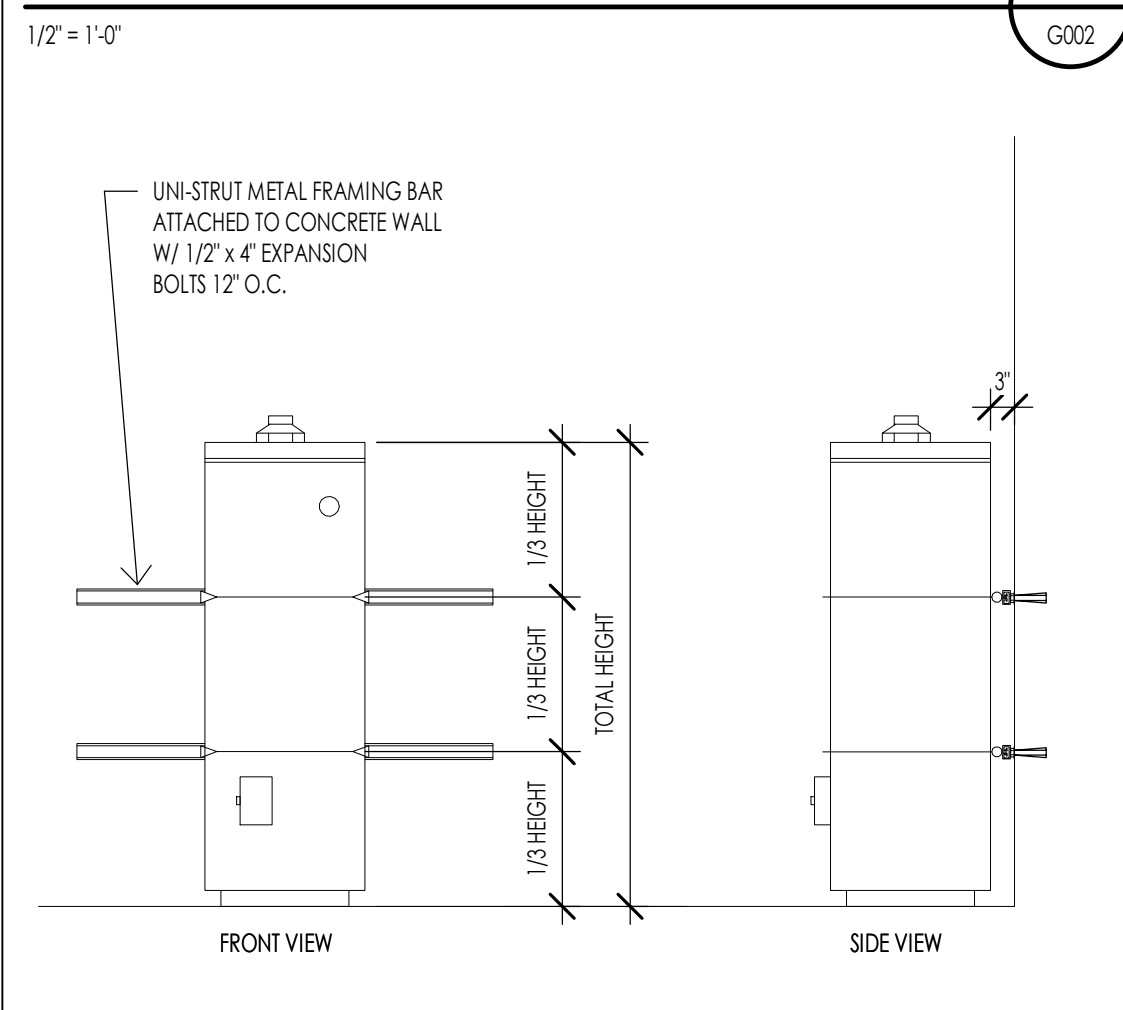 1/2" = 1'-0"
G002
UNI-STRUT METAL FRAMING BAR
ATTACHED TO CONCRETE WALL
W/ 1/2" x 4" EXPANSION
BOLTS 12" O.C.
3"
1/3 HEIGHT
1/3 HEIGHT
1/3 HEIGHT
TOTAL HEIGHT
FRONT VIEW
SIDE VIEW